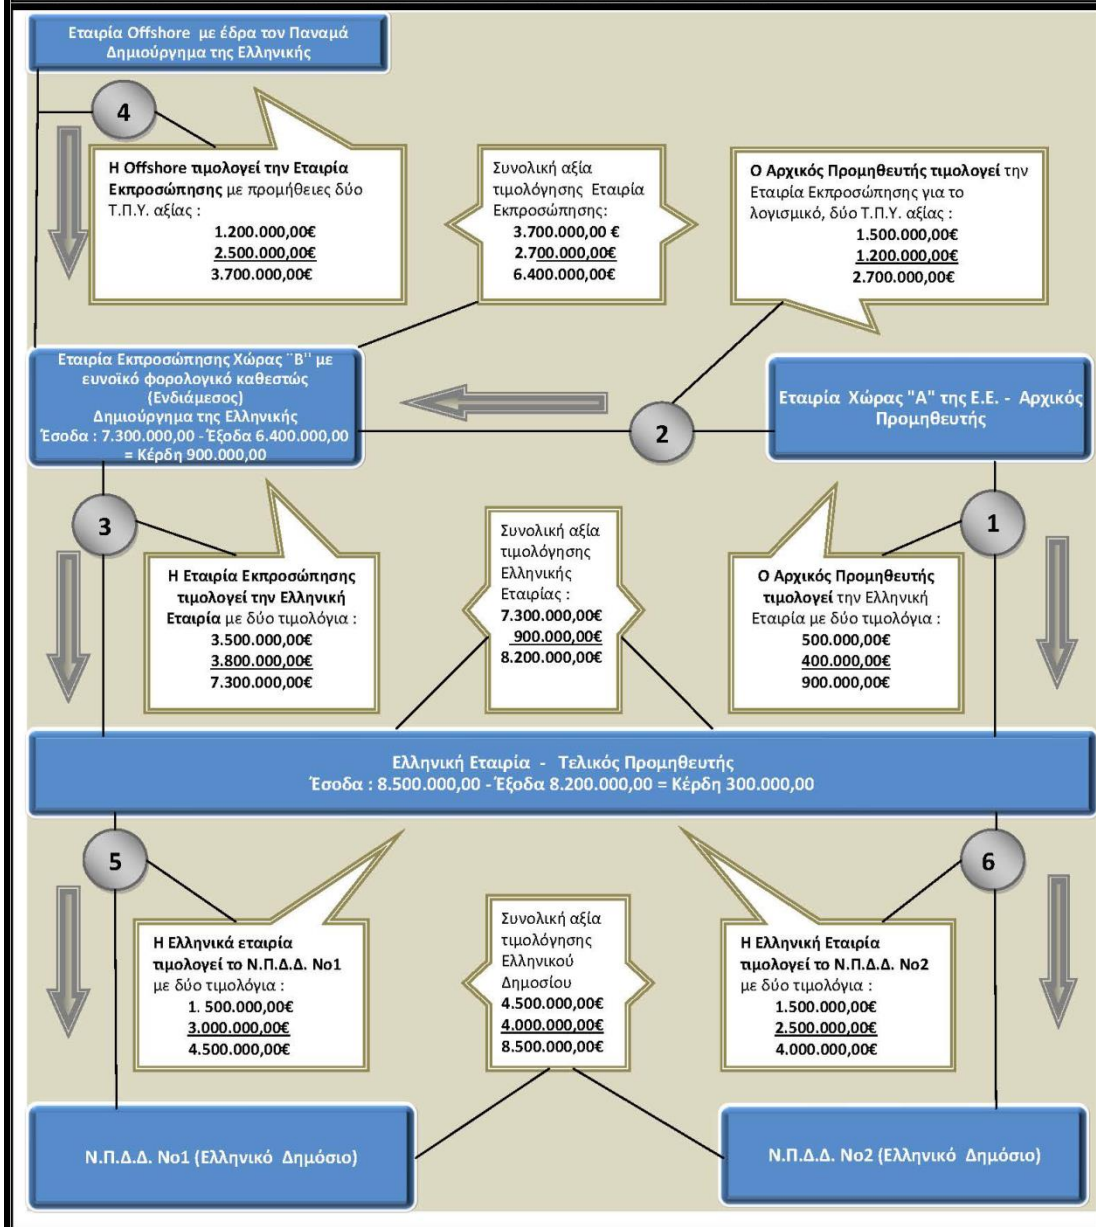 Εταιρία Offshore με έδρα τον Παναμά
Δημιούργημα της Ελληνικής
4
Η Offshore τιμολογεί την Εταιρία
Εκπροσώπησης με προμήθειες δύο
Τ.Π.Υ. αξίας :
1.200.000,00€
2.500.000,00€
3.700.000,00€
Συνολική αξία
τιμολόγησης Εταιρία
Εκπροσώπησης:
3.700.000,00 €
2.700.000,00€
6.400.000,00€
Ο Αρχικός Προμηθευτής τιμολογεί την
Εταιρία Εκπροσώπησης για το
λογισμικό, δύο Τ.Π.Υ. αξίας :
1.500.000,00€
1.200.000,00€
2.700.000,00€
Εταιρία Εκπροσώπησης Χώρας ¨Β" με
ευνοϊκό φορολογικό καθεστώς
(Ενδιάμεσος)
Δημιούργημα της Ελληνικής
Έσοδα : 7.300.000,00 - Έξοδα 6.400.000,00
= Κέρδη 900.000,00
2
Εταιρία Χώρας "Α" της Ε.Ε. - Αρχικός
Προμηθευτής
3
Η Εταιρία Εκπροσώπησης
τιμολογεί την Ελληνική
Εταιρία με δύο τιμολόγια :
3.500.000,00€
3.800.000,00€
7.300.000,00€
Συνολική αξία
τιμολόγησης
Ελληνικής
Εταιρίας :
7.300.000,00€
900.000,00€
8.200.000,00€
1
Ο Αρχικός Προμηθευτής
τιμολογεί την Ελληνική
Εταιρία με δύο τιμολόγια :
500.000,00€
400.000,00€
900.000,00€
Ελληνική Εταιρία - Τελικός Προμηθευτής
Έσοδα : 8.500.000,00 - Έξοδα 8.200.000,00 = Κέρδη 300.000,00
5
Η Ελληνικά εταιρία
τιμολογεί το Ν.Π.Δ.Δ. Νο1
με δύο τιμολόγια :
1. 500.000,00€
3.000.000,00€
4.500.000,00€
Συνολική αξία
τιμολόγησης
Ελληνικού
Δημοσίου
4.500.000,00€
4.000.000,00€
8.500.000,00€
6
Η Ελληνική Εταιρία
τιμολογεί το Ν.Π.Δ.Δ. Νο2
με δύο τιμολόγια :
1.500.000,00€
2.500.000,00€
4.000.000,00€
Ν.Π.Δ.Δ. Νο1 (Ελληνικό Δημόσιο)
Ν.Π.Δ.Δ. Νο2 (Ελληνικό Δημόσιο)